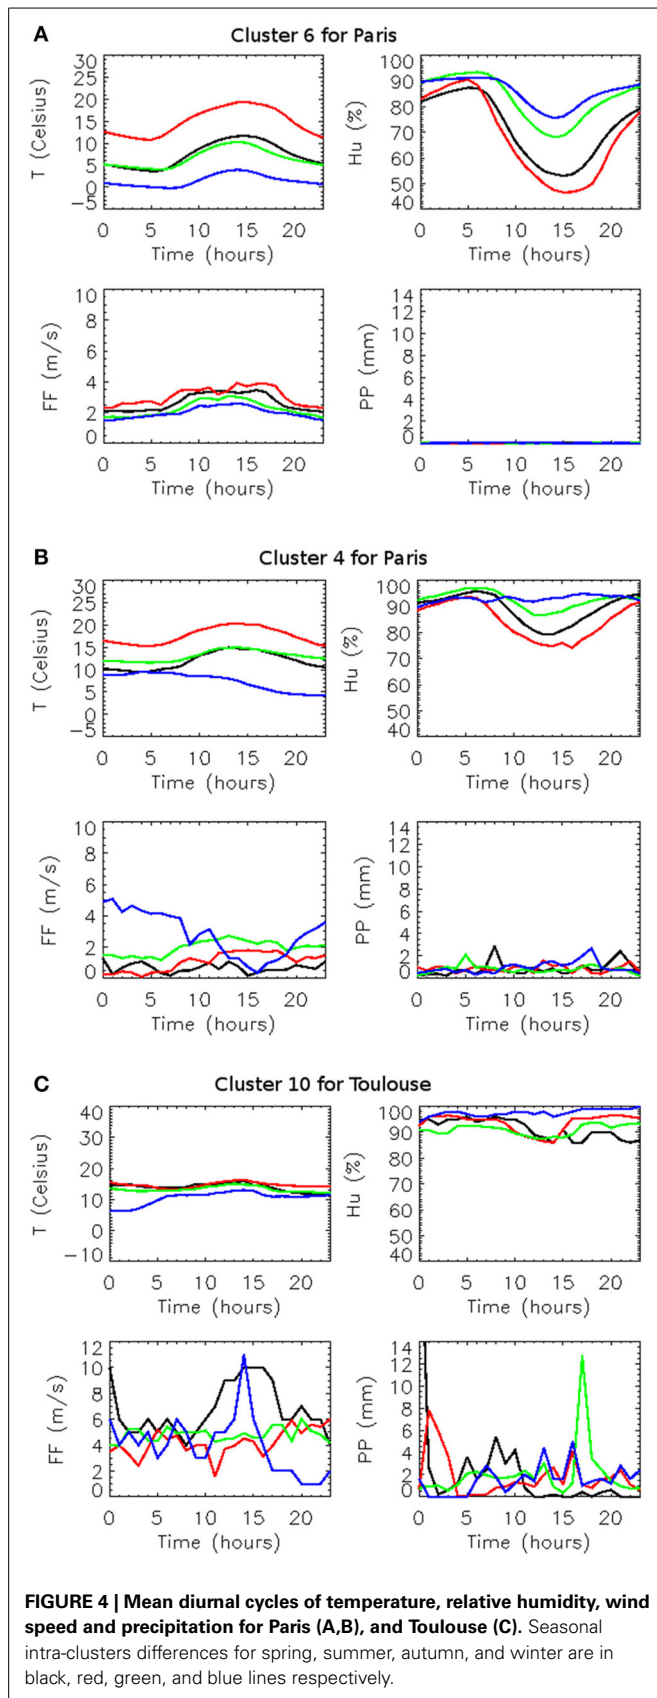 A
Cluster 6 for Paris
T (Celsius)
30
25
20
15
10
5
0
-5
0 5 10 15 20
Time (hours)
Hu (%)
100
90
80
70
60
50
40
0 5 10 15 20
Time (hours)
FF (m/s)
10
8
6
4
2
0
0 5 10 15 20
Time (hours)
PP (mm)
14
12
10
8
6
4
2
0
0 5 10 15 20
Time (hours)
B
Cluster 4 for Paris
T (Celsius)
30
25
20
15
10
5
0
-5
0 5 10 15 20
Time (hours)
Hu (%)
100
90
80
70
60
50
40
0 5 10 15 20
Time (hours)
FF (m/s)
10
8
6
4
2
0
0 5 10 15 20
Time (hours)
PP (mm)
14
12
10
8
6
4
2
0
0 5 10 15 20
Time (hours)
C
Cluster 10 for Toulouse
T (Celsius)
40
30
20
10
0
-10
0 5 10 15 20
Time (hours)
Hu (%)
100
90
80
70
60
50
40
0 5 10 15 20
Time (hours)
FF (m/s)
12
10
8
6
4
2
0
0 5 10 15 20
Time (hours)
PP (mm)
14
12
10
8
6
4
2
0
0 5 10 15 20
Time (hours)
FIGURE 4 | Mean diurnal cycles of temperature, relative humidity, wind
speed and precipitation for Paris (A,B), and Toulouse (C). Seasonal
intra-clusters differences for spring, summer, autumn, and winter are in
black, red, green, and blue lines respectively.